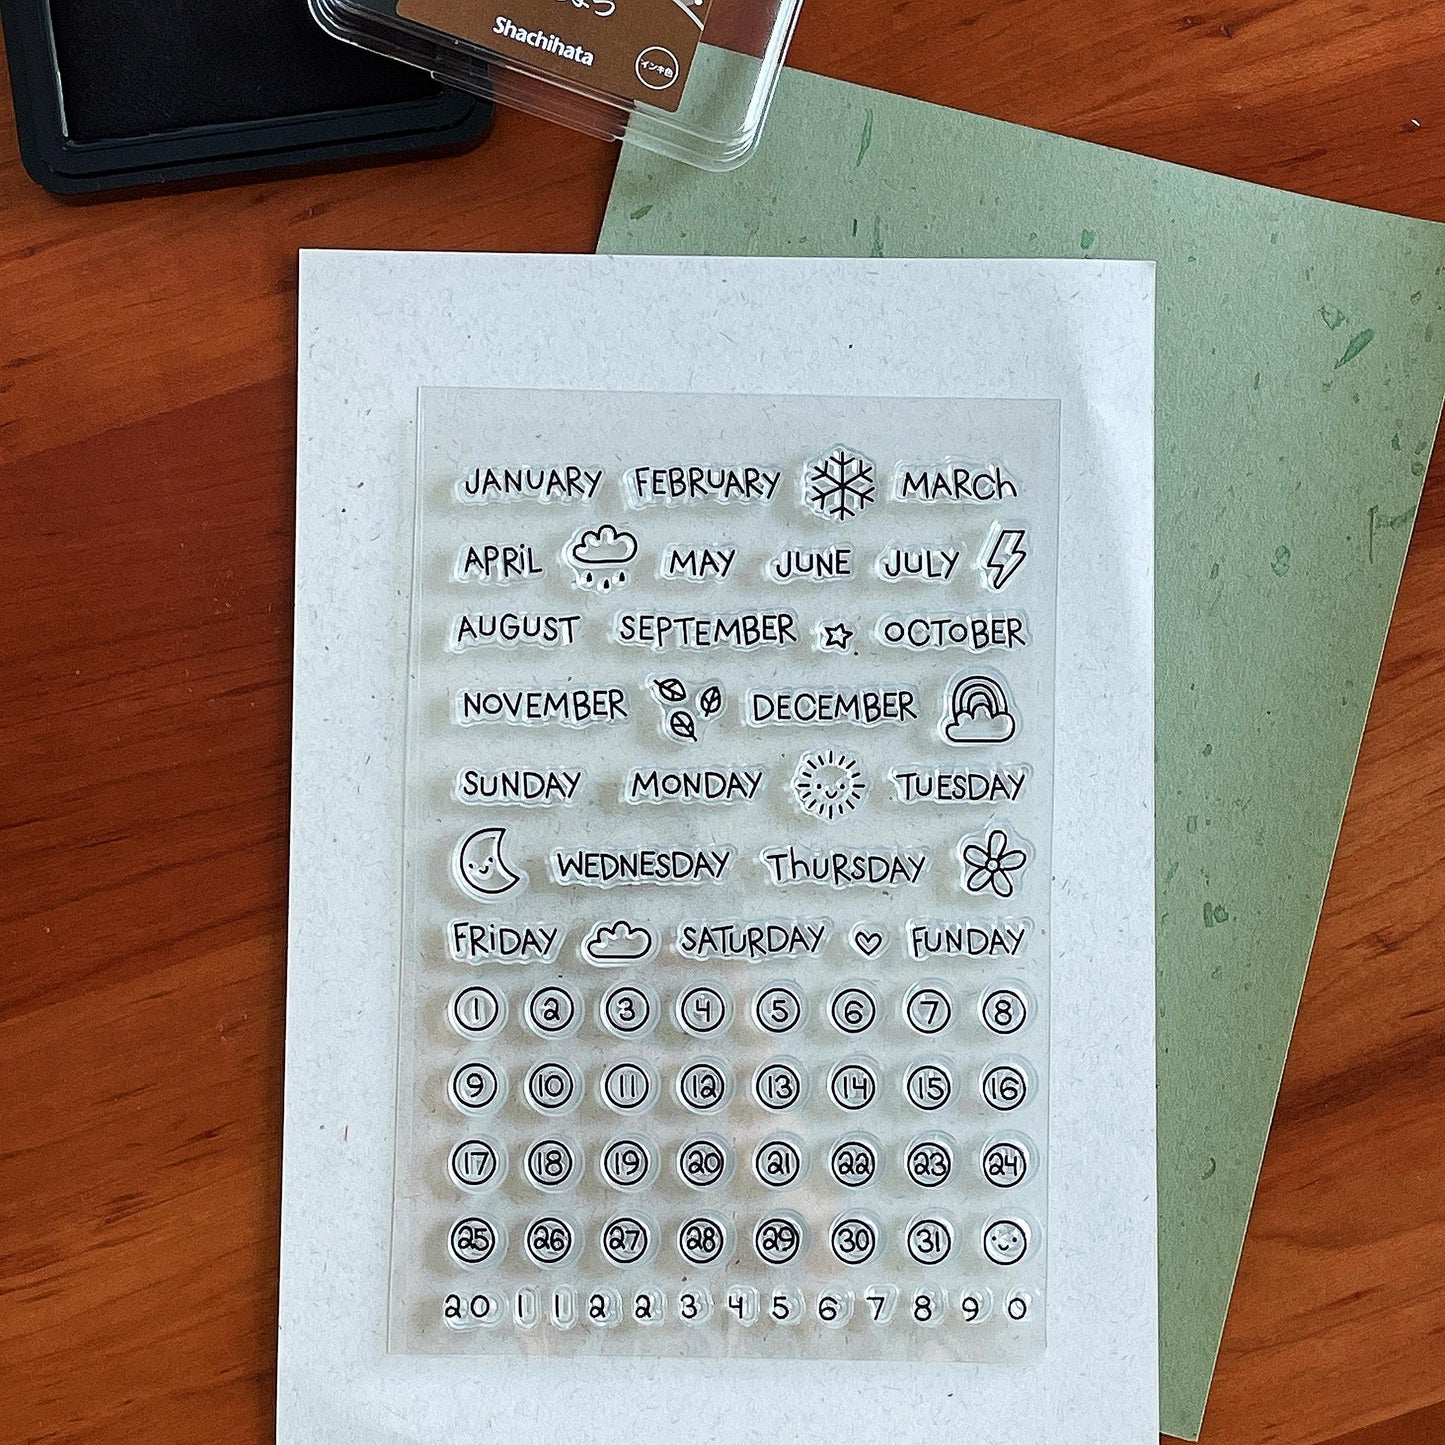 Shachihata
インキ色
JANUARY FEBRUARY MARCh
APRiL MAY JUNE JULY
AUGUST SEPTEMBER OCTOBER
NOVEMBER DECEMBER
SUNDAY MONDAY TUESDAY
WEDNESDAY ThURSDAY
FRiDAY SATURDAY FUNDAY
1 2 3 4 5 6 7 8
9 10 11 12 13 14 15 16
17 18 19 20 21 22 23 24
25 26 27 28 29 30 31
20 1 1 2 2 3 4 5 6 7 8 9 0